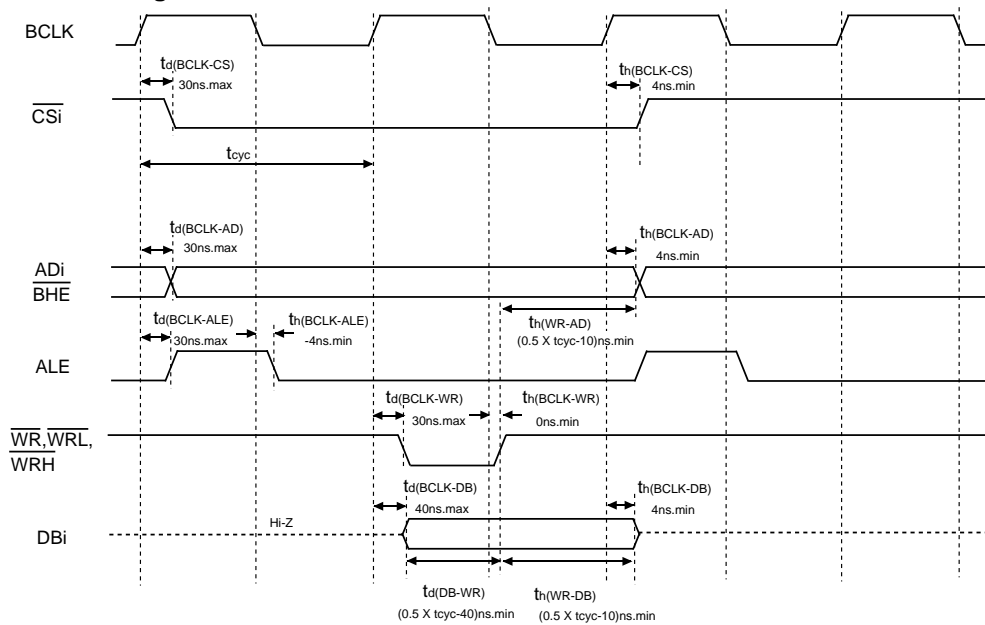 BCLK
td(BCLK-CS)
30ns.max
th(BCLK-CS)
4ns.min
CSi
tcyc
td(BCLK-AD)
30ns.max
th(BCLK-AD)
4ns.min
ADi
BHE
td(BCLK-ALE)
30ns.max
th(BCLK-ALE)
-4ns.min
th(WR-AD)
(0.5 X tcyc-10)ns.min
ALE
td(BCLK-WR)
30ns.max
th(BCLK-WR)
0ns.min
WR,WRL,
WRH
td(BCLK-DB)
40ns.max
th(BCLK-DB)
4ns.min
Hi-Z
DBi
td(DB-WR)
(0.5 X tcyc-40)ns.min
th(WR-DB)
(0.5 X tcyc-10)ns.min